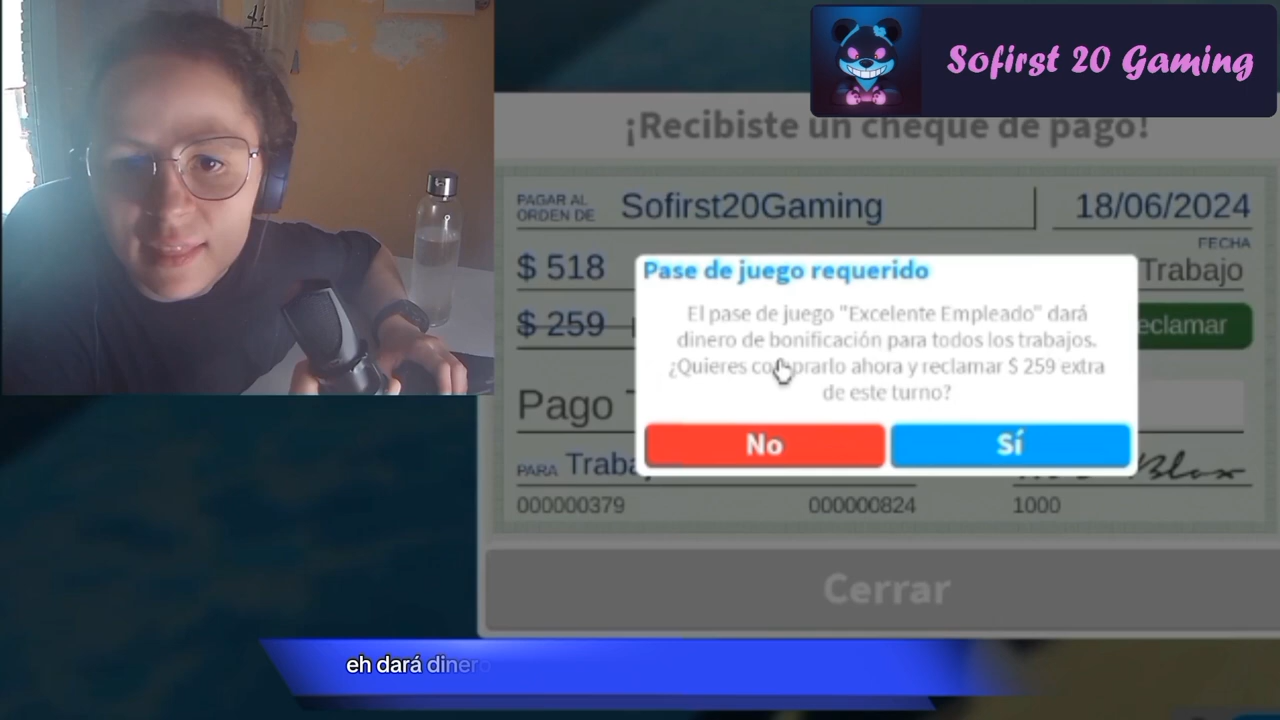 Sofirst 20 Gaming
¡Recibiste un cheque de pago!
PAGAR AL
ORDEN DE
Sofirst20Gaming
18/06/2024
FECHA
$ 518
Trabajo
$ 259
eclamar
Pase de juego requerido
El pase de juego "Excelente Empleado" dará
dinero de bonificación para todos los trabajos.
¿Quieres comprarlo ahora y reclamar $ 259 extra
de este turno?
No
Sí
Pago
PARA Traba
Blox
000000379
000000824
1000
Cerrar
eh dará dinero